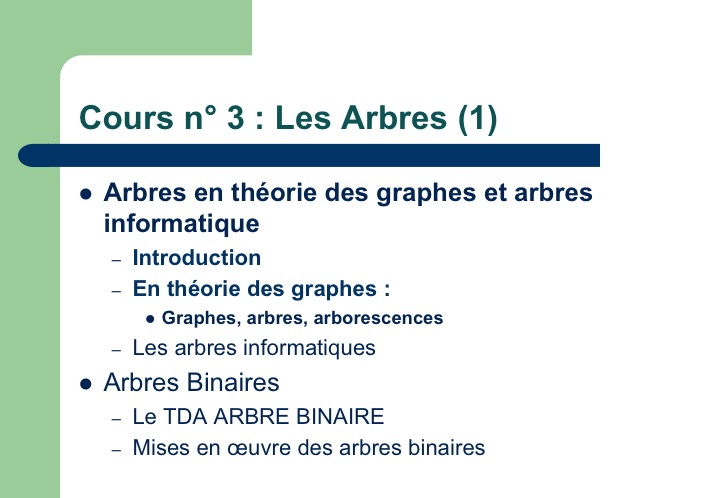 Cours n° 3 : Les Arbres (1)
● Arbres en théorie des graphes et arbres
informatique
– Introduction
– En théorie des graphes :
● Graphes, arbres, arborescences
– Les arbres informatiques
● Arbres Binaires
– Le TDA ARBRE BINAIRE
– Mises en œuvre des arbres binaires